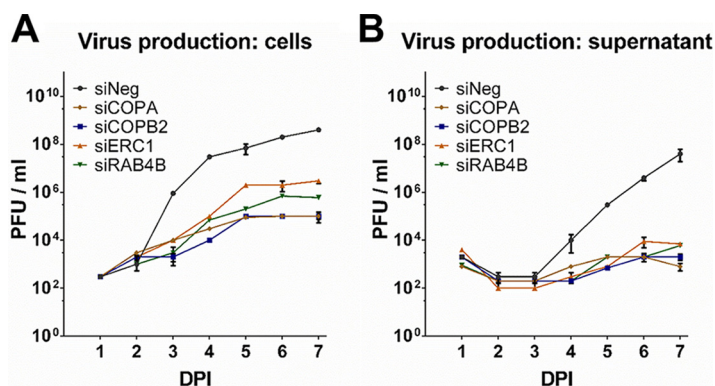 A
Virus production: cells
siNeg
siCOPA
siCOPB2
siERC1
siRAB4B
PFU / ml
10^10
10^8
10^6
10^4
10^2
10^0
1 2 3 4 5 6 7
DPI
B
Virus production: supernatant
siNeg
siCOPA
siCOPB2
siERC1
siRAB4B
PFU / ml
10^10
10^8
10^6
10^4
10^2
10^0
1 2 3 4 5 6 7
DPI